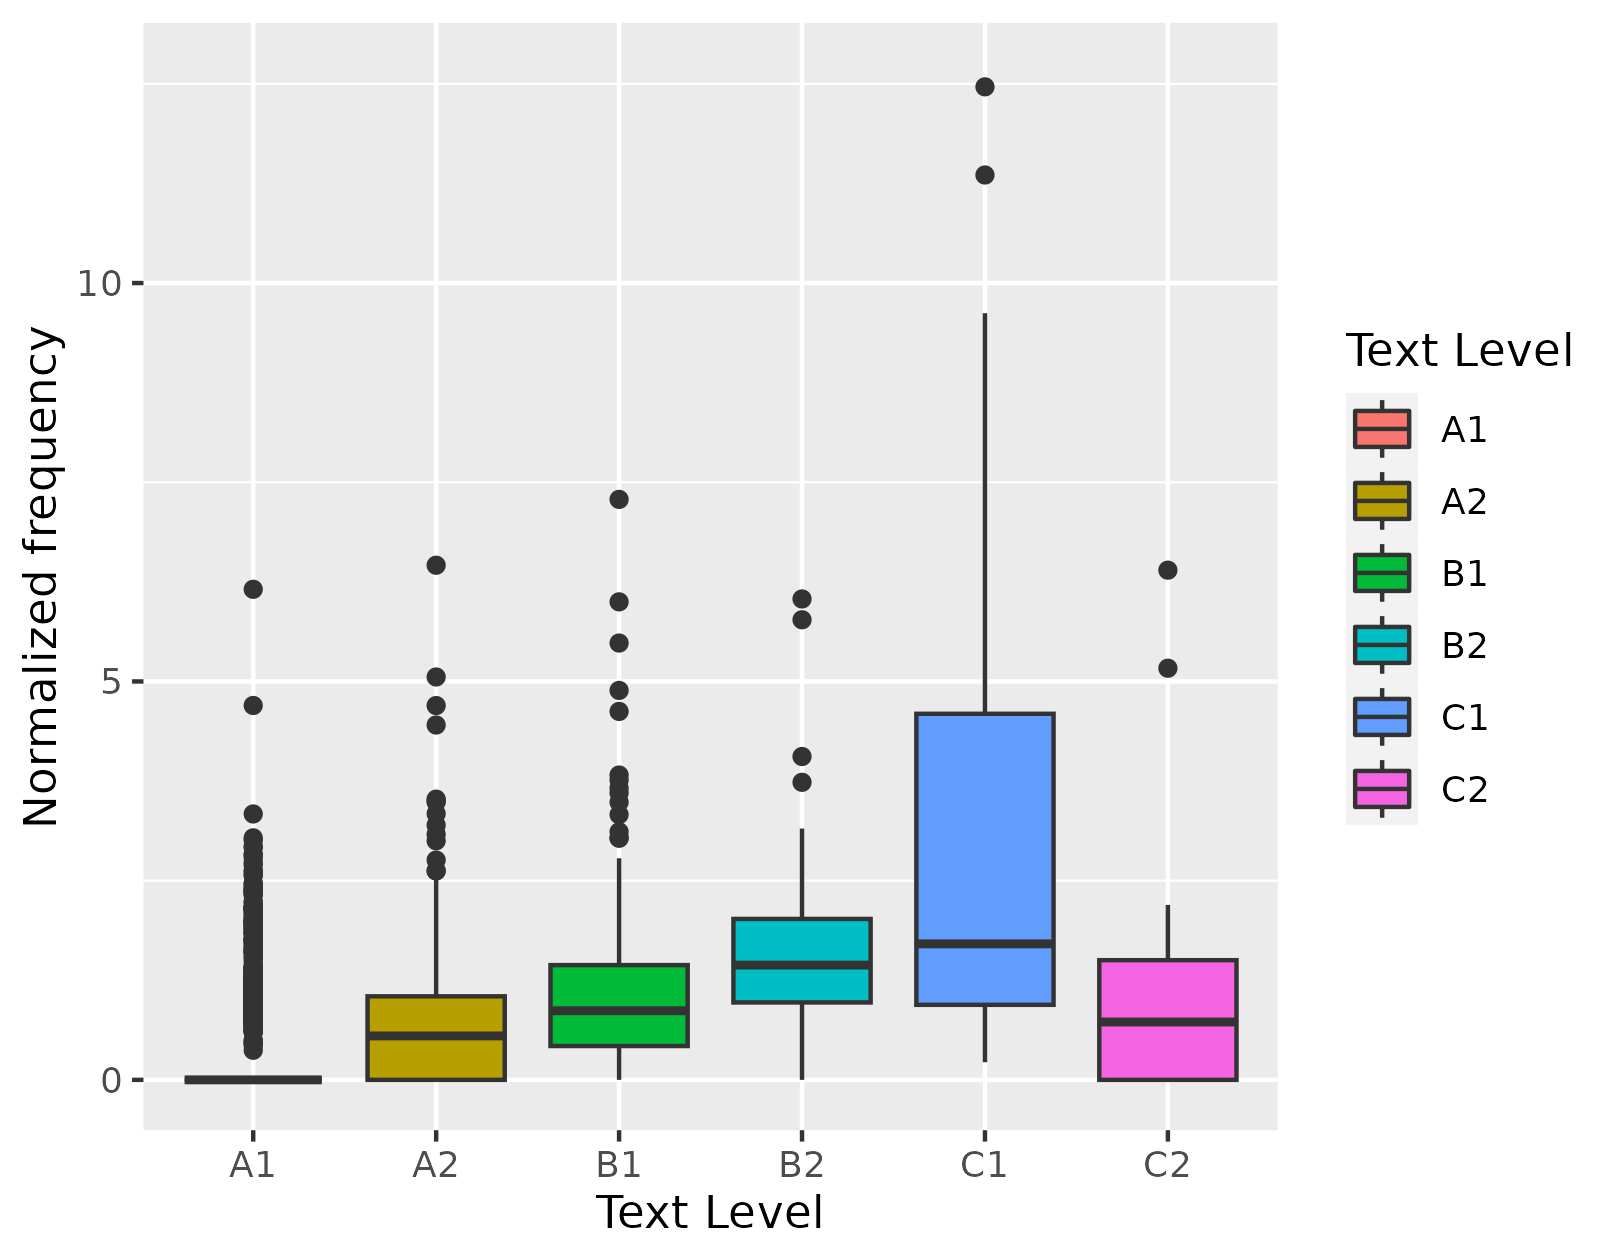 Normalized frequency
10
5
0
A1 A2 B1 B2 C1 C2
Text Level
Text Level
A1
A2
B1
B2
C1
C2